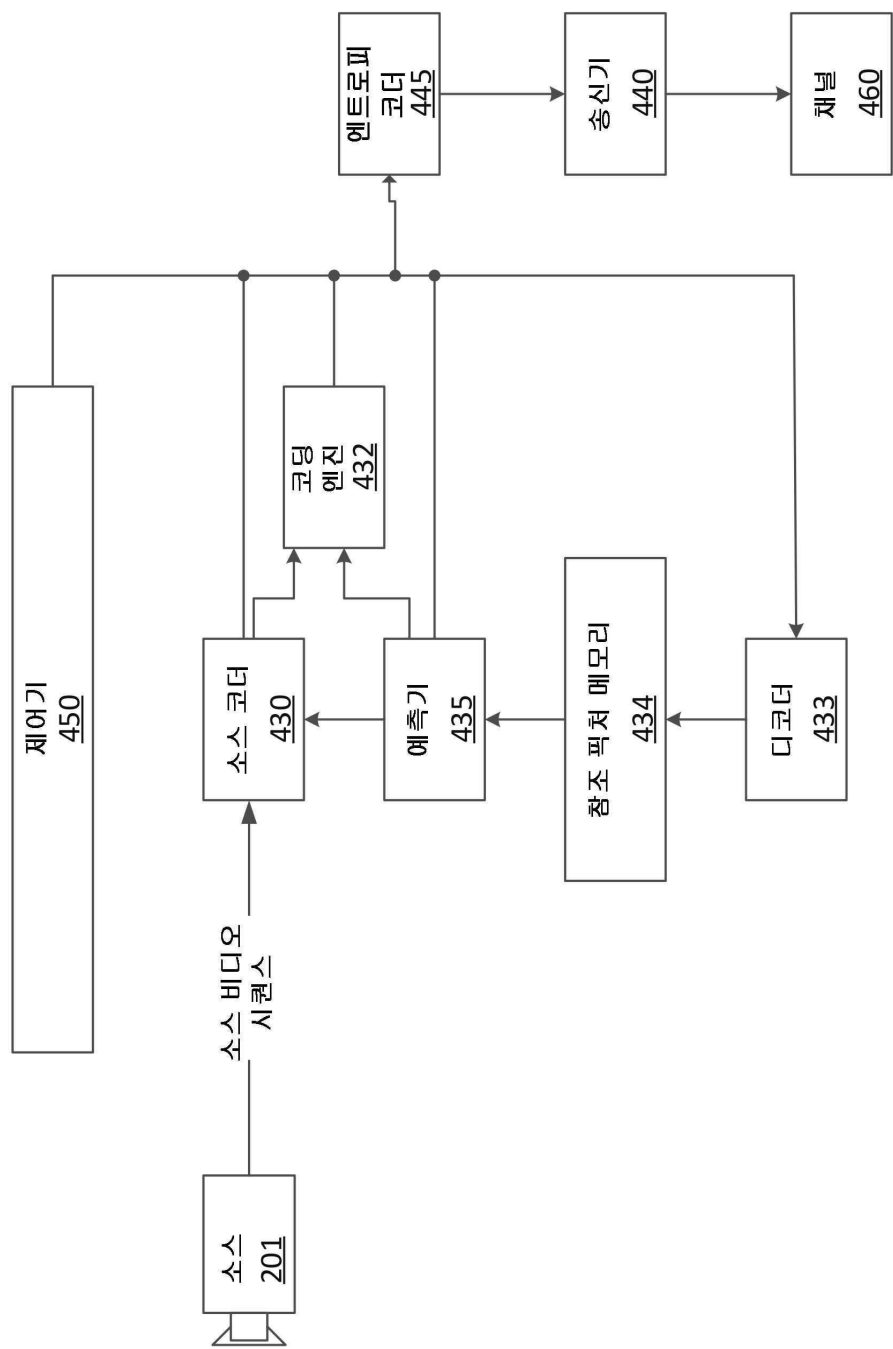 제어기
450
소스
201
소스 비디오
시퀀스
소스 코더
430
코딩
엔진
432
예측기
435
참조 픽처 메모리
434
디코더
433
엔트로피
코더
445
송신기
440
채널
460